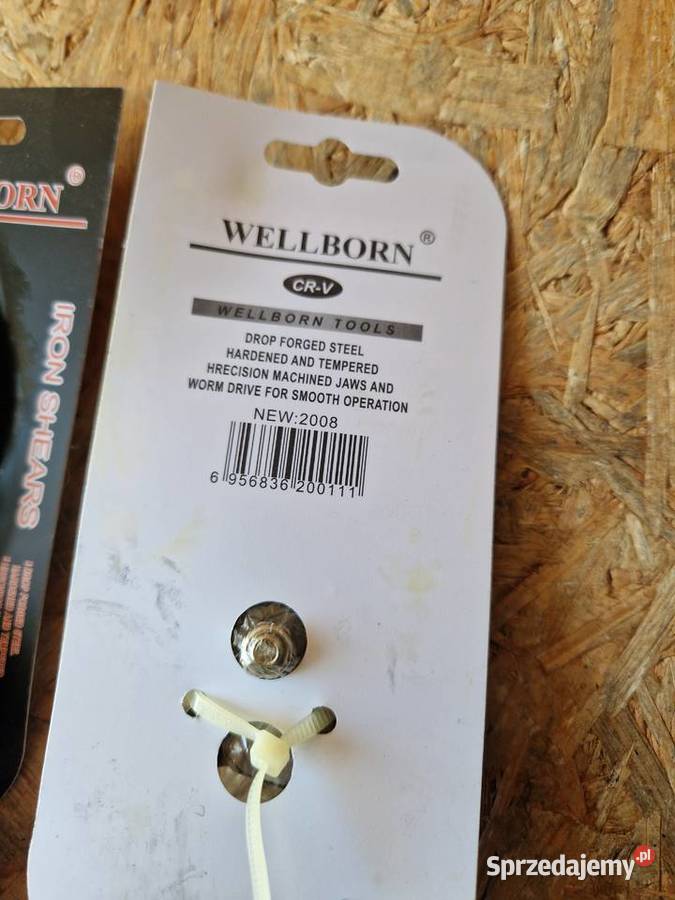 ORN®
IRON SHEARS
WELLBORN®
CR-V
WELLBORN TOOLS
DROP FORGED STEEL
HARDENED AND TEMPERED
HRECISION MACHINED JAWS AND
WORM DRIVE FOR SMOOTH OPERATION
NEW:2008
6 956836 200111
Sprzedajemy.pl